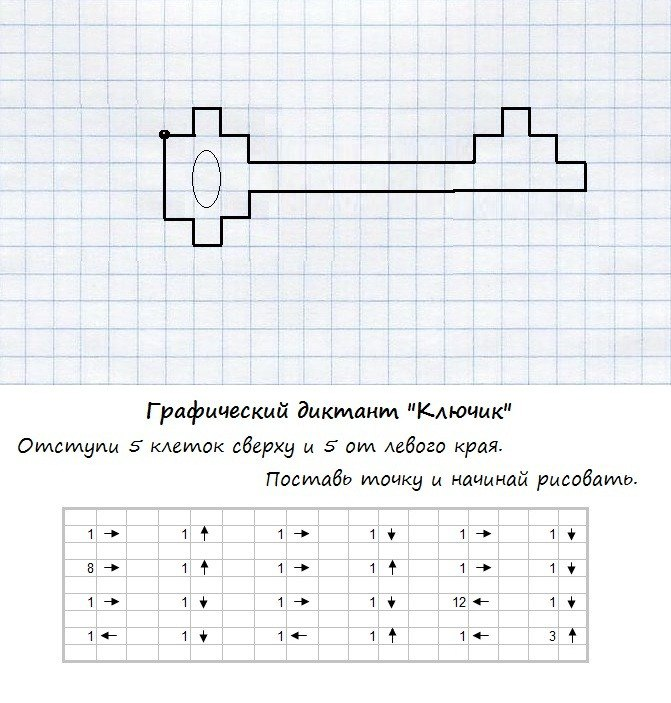 Графический диктант "Ключик"
Отступи 5 клеток сверху и 5 от левого края.
Поставь точку и начинай рисовать.
1 → 1 ↑ 1 → 1 ↓ 1 → 1 ↓
8 → 1 ↑ 1 → 1 ↑ 1 → 1 ↓
1 → 1 ↓ 1 → 1 ↓ 12 ← 1 ↓
1 ← 1 ↓ 1 ← 1 ↑ 1 ← 3 ↑